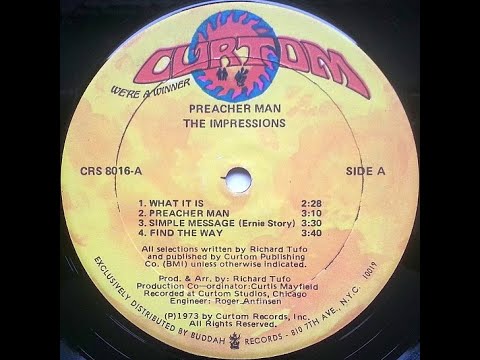 CURTOM
WE'RE A WINNER
PREACHER MAN
THE IMPRESSIONS
CRS 8016-A SIDE A
1. WHAT IT IS 2:28
2. PREACHER MAN 3:10
3. SIMPLE MESSAGE (Ernie Story) 3:30
4. FIND THE WAY 3:40
All selections written by Richard Tufo
and published by Curtom Publishing
Co. (BMI) unless otherwise indicated.
Prod. & Arr. by: Richard Tufo
Production Co-ordinator: Curtis Mayfield
Recorded at Curtom Studios, Chicago
Engineer: Roger Anfinsen
(P)1973 by Curtom Records, Inc.
All Rights Reserved.
EXCLUSIVELY DISTRIBUTED BY BUDDAH RECORDS - 810 7TH AVE., N.Y.C. 10019